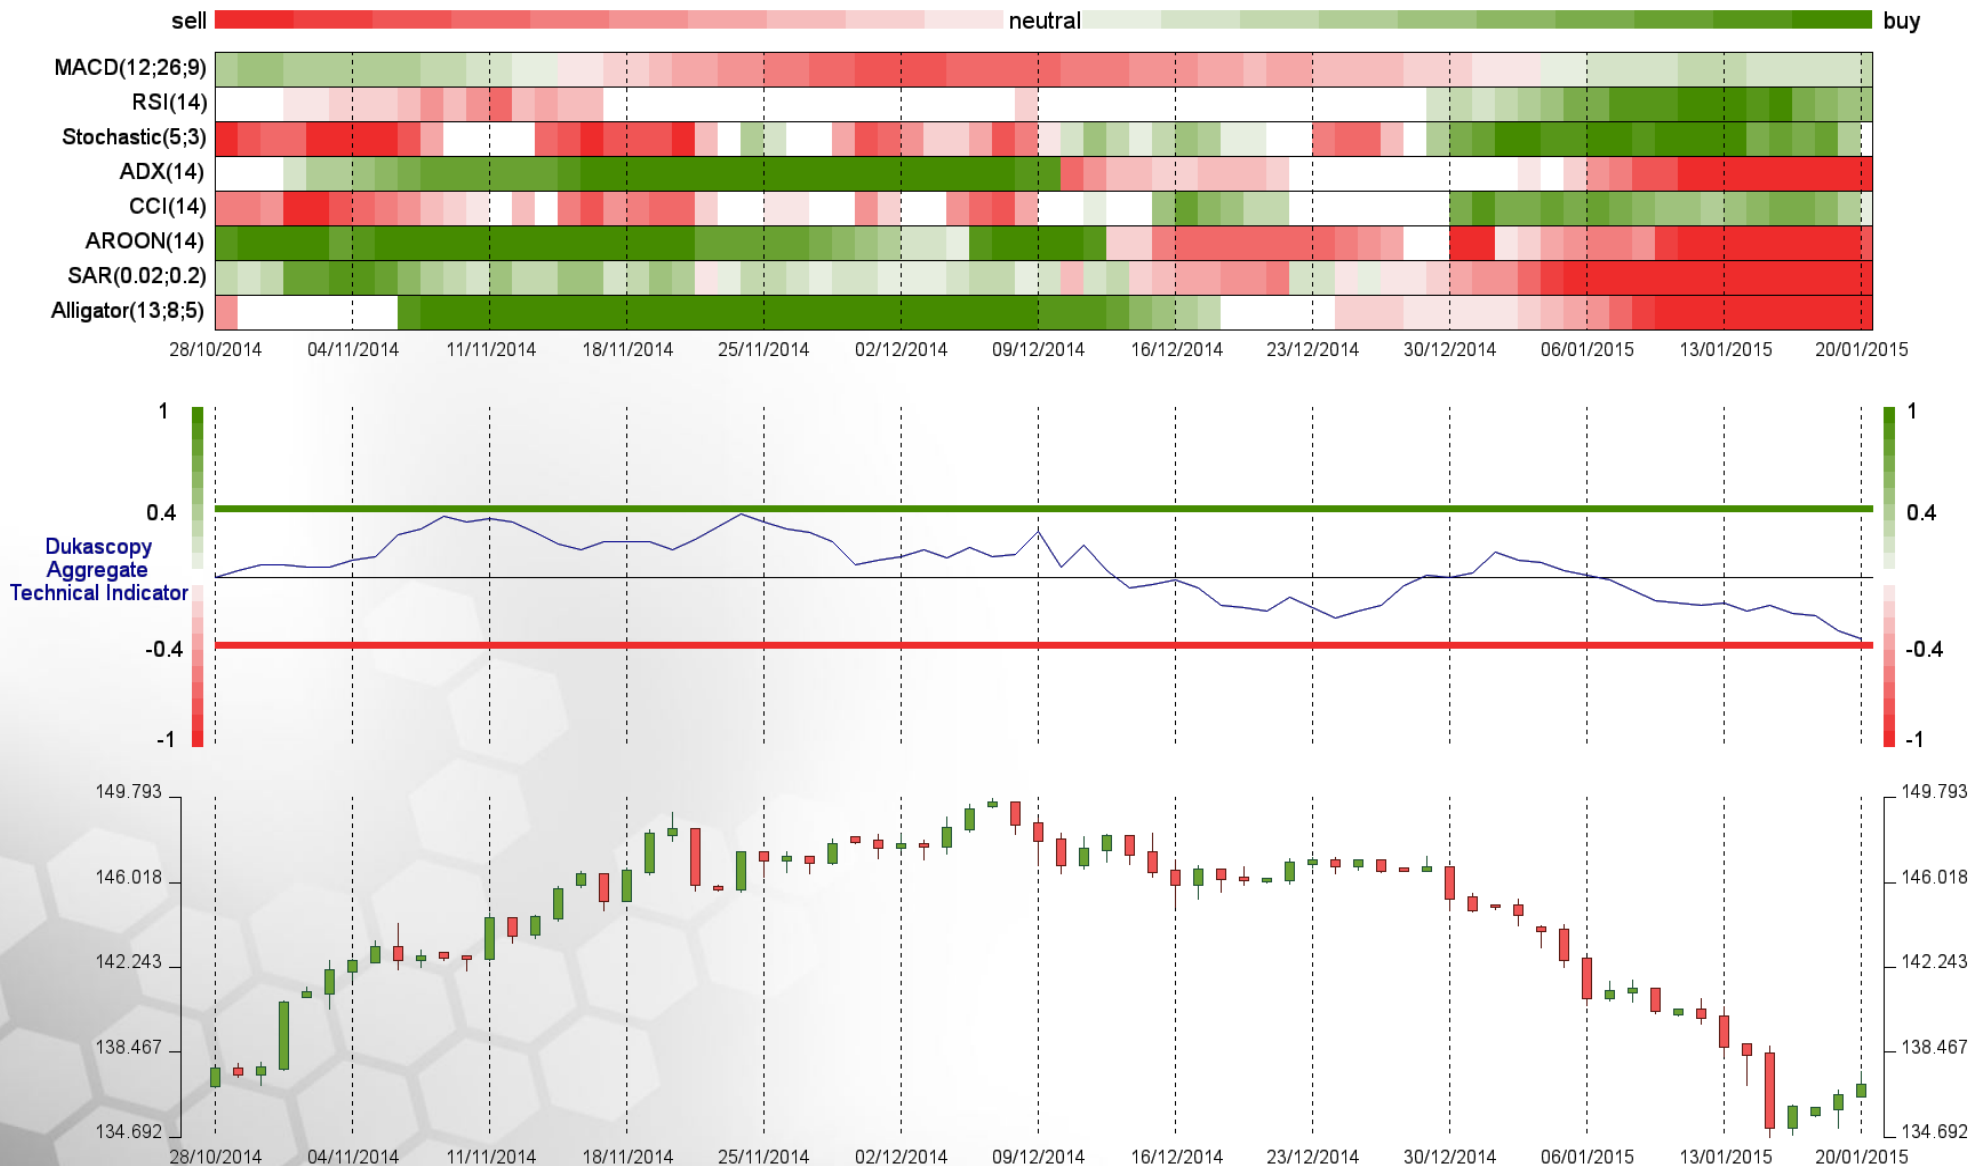 sell neutral buy
MACD(12;26;9)
RSI(14)
Stochastic(5;3)
ADX(14)
CCI(14)
AROON(14)
SAR(0.02;0.2)
Alligator(13;8;5)
28/10/2014 04/11/2014 11/11/2014 18/11/2014 25/11/2014 02/12/2014 09/12/2014 16/12/2014 23/12/2014 30/12/2014 06/01/2015 13/01/2015 20/01/2015
1 1
0.4 0.4
Dukascopy
Aggregate
Technical Indicator
-0.4 -0.4
-1 -1
149.793 149.793
146.018 146.018
142.243 142.243
138.467 138.467
134.692 134.692
28/10/2014 04/11/2014 11/11/2014 18/11/2014 25/11/2014 02/12/2014 09/12/2014 16/12/2014 23/12/2014 30/12/2014 06/01/2015 13/01/2015 20/01/2015